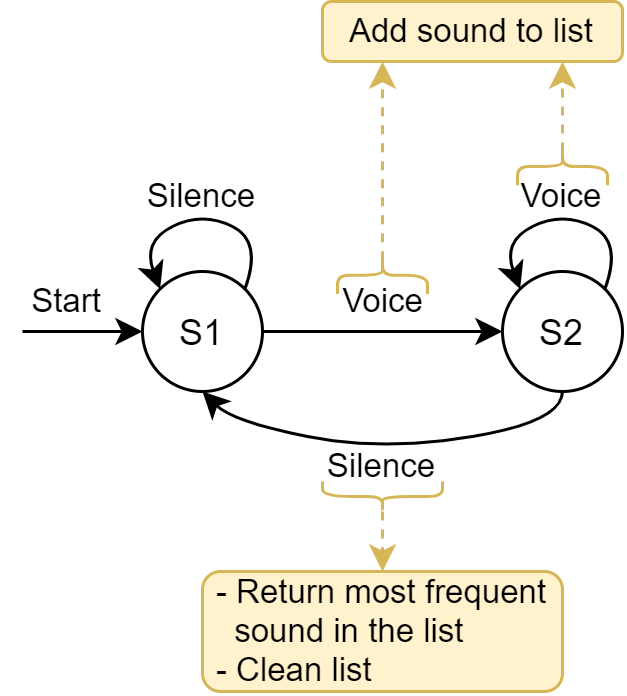 Add sound to list
Silence
Voice
Start
Voice
S1
S2
Silence
- Return most frequent
sound in the list
- Clean list